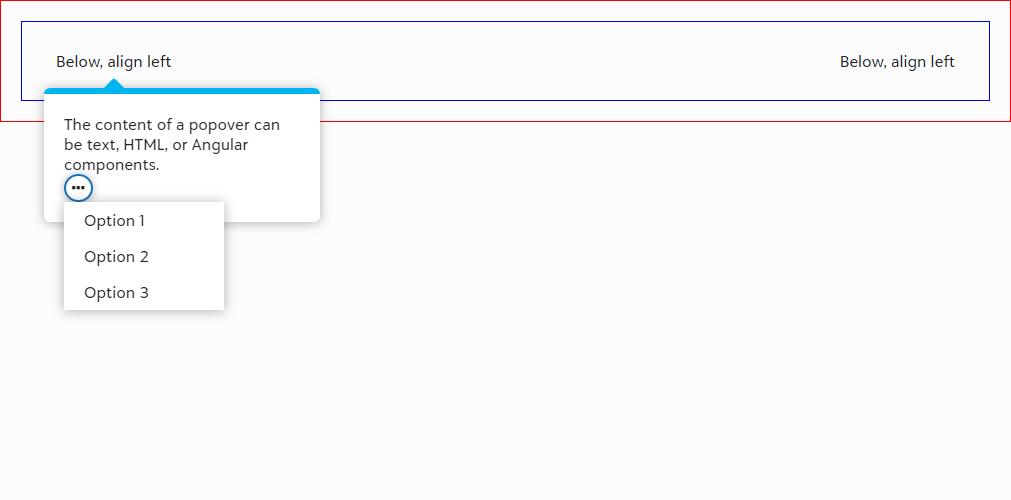 Below, align left
Below, align left
The content of a popover can
be text, HTML, or Angular
components.
Option 1
Option 2
Option 3